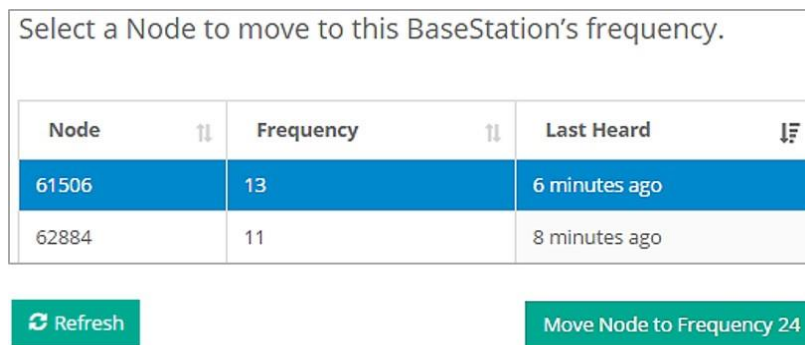 Select a Node to move to this BaseStation’s frequency.
Node Frequency Last Heard
61506 13 6 minutes ago
62884 11 8 minutes ago
Refresh Move Node to Frequency 24